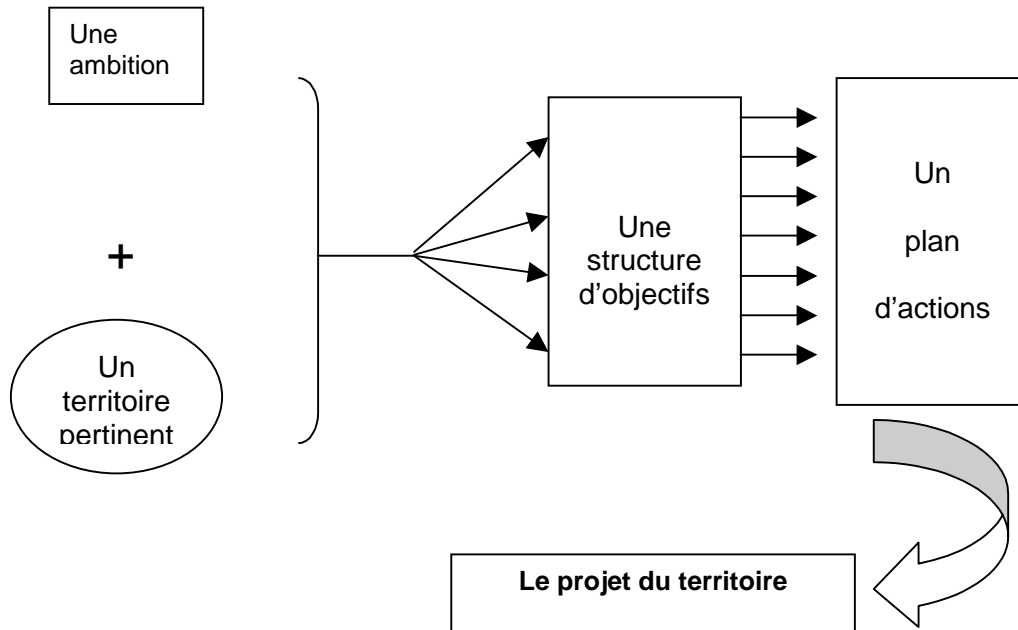 Une
ambition
+
Un
territoire
pertinent
Une
structure
d'objectifs
Un
plan
d'actions
Le projet du territoire